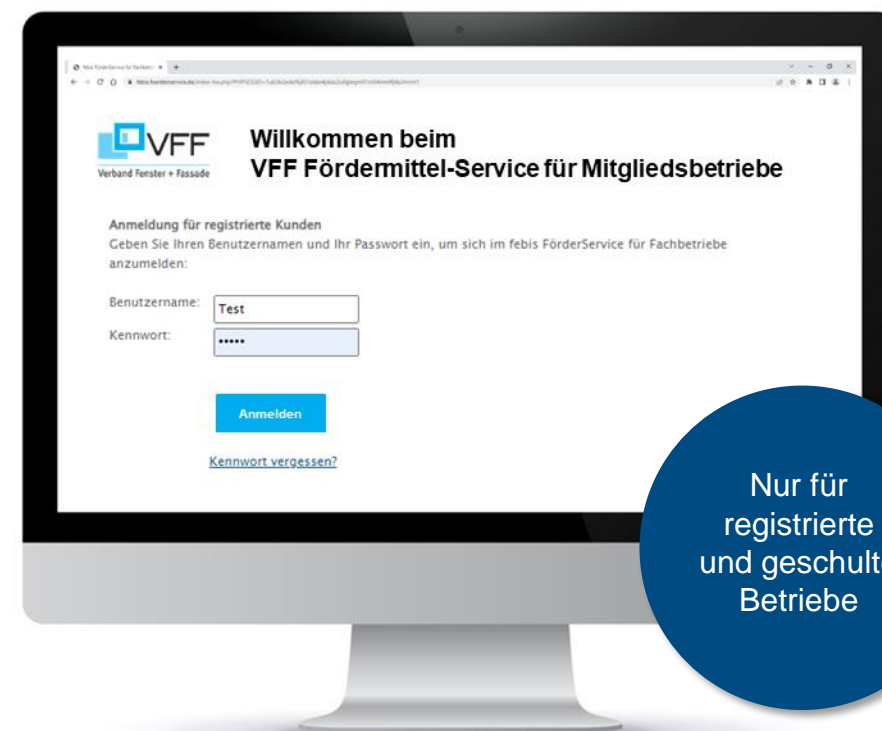 VFF
Verband Fenster + Fassade
Willkommen beim
VFF Fördermittel-Service für Mitgliedsbetriebe
Anmeldung für registrierte Kunden
Geben Sie Ihren Benutzernamen und Ihr Passwort ein, um sich im febis FörderService für Fachbetriebe
anzumelden:
Benutzername: Test
Kennwort: •••••
Anmelden
Kennwort vergessen?
Nur für
registrierte
und geschulte
Betriebe